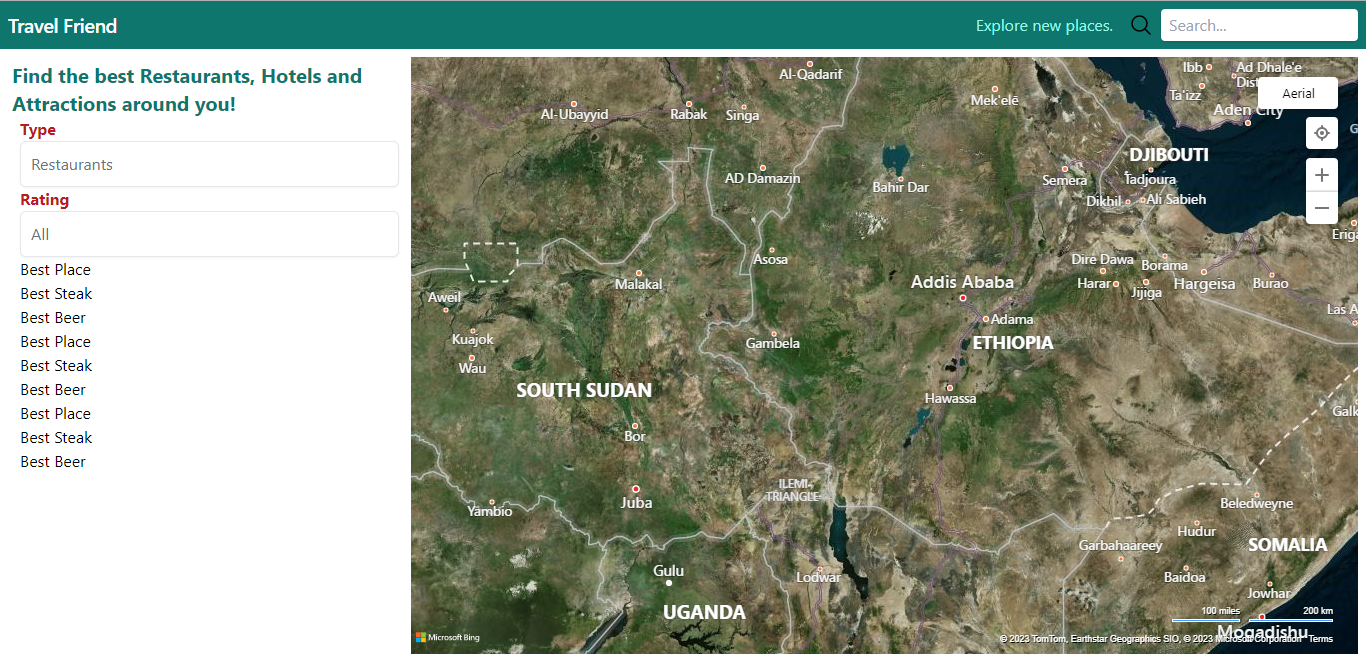 Travel Friend
Explore new places.
Search...
Find the best Restaurants, Hotels and
Attractions around you!
Type
Restaurants
Rating
All
Best Place
Best Steak
Best Beer
Best Place
Best Steak
Best Beer
Best Place
Best Steak
Best Beer
Al-Qadarif
Ibb
Ad Dhale'e
Dist
Aerial
Ta'izz
Mek'elē
Al-Ubayyid
Rabak
Singa
Aden City
G
DJIBOUTI
AD Damazin
Bahir Dar
Semera
Tadjoura
Dikhil
Ali Sabieh
Eriga
Asosa
Dire Dawa
Borama
Malakal
Addis Ababa
Harar
Jijiga
Hargeisa
Burao
Aweil
Las A
Adama
Kuajok
Gambela
ETHIOPIA
Wau
SOUTH SUDAN
Hawassa
Galk
Bor
ILEMI
TRIANGLE
Juba
Yambio
Beledweyne
Hudur
Garbahaareey
SOMALIA
Gulu
Lodwar
Baidoa
Jowhar
UGANDA
100 miles
200 km
Mogadishu
Microsoft Bing
© 2023 TomTom, Earthstar Geographics SIO, © 2023 Microsoft Corporation Terms